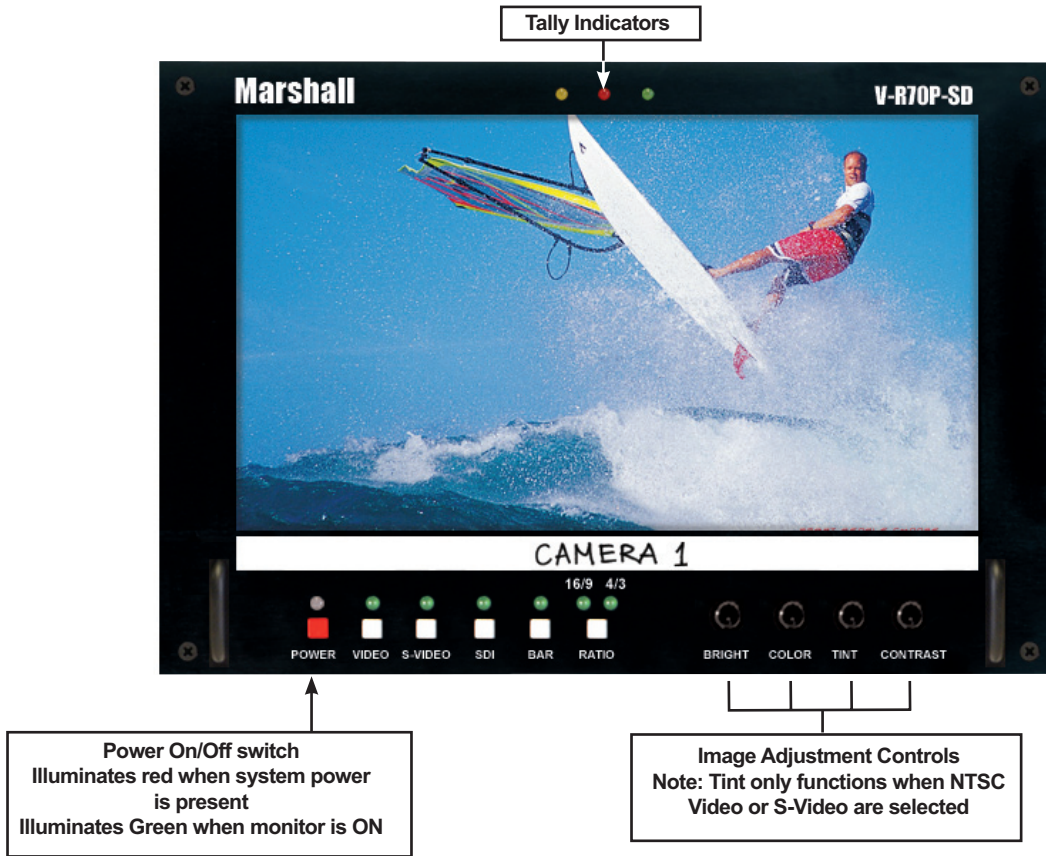 Tally Indicators
Marshall
V-R70P-SD
CAMERA 1
16/9 4/3
POWER VIDEO S-VIDEO SDI BAR RATIO
BRIGHT COLOR TINT CONTRAST
Power On/Off switch
Illuminates red when system power
is present
Illuminates Green when monitor is ON
Image Adjustment Controls
Note: Tint only functions when NTSC
Video or S-Video are selected